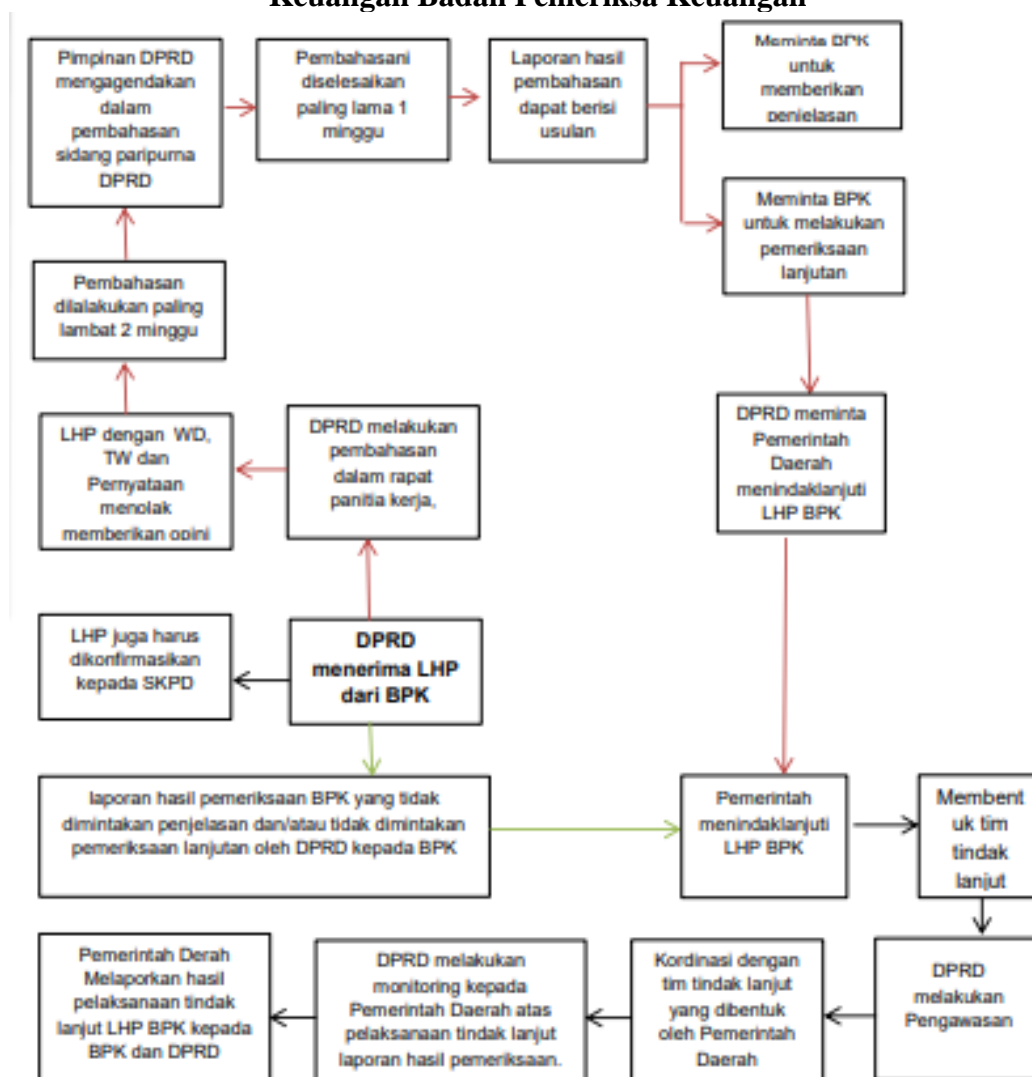 Keuangan Badan Pemeriksa Keuangan
Pimpinan DPRD
mengagendakan
dalam
pembahasan
sidang paripurna
DPRD
Pembahasani
diselesaikan
paling lama 1
minggu
Laporan hasil
pembahasan
dapat berisi
usulan
Meminta BPK
untuk
memberikan
penjelasan
Meminta BPK
untuk melakukan
pemeriksaan
lanjutan
Pembahasan
dilalakukan paling
lambat 2 minggu
LHP dengan WD,
TW dan
Pernyataan
menolak
memberikan opini
DPRD melakukan
pembahasan
dalam rapat
panitia kerja,
DPRD meminta
Pemerintah
Daerah
menindaklanjuti
LHP BPK
LHP juga harus
dikonfirmasikan
kepada SKPD
DPRD
menerima LHP
dari BPK
laporan hasil pemeriksaan BPK yang tidak
dimintakan penjelasan dan/atau tidak dimintakan
pemeriksaan lanjutan oleh DPRD kepada BPK
Pemerintah
menindaklanjuti
LHP BPK
Membent
uk tim
tindak
lanjut
Pemerintah Derah
Melaporkan hasil
pelaksanaan tindak
lanjut LHP BPK kepada
BPK dan DPRD
DPRD melakukan
monitoring kepada
Pemerintah Daerah atas
pelaksanaan tindak lanjut
laporan hasil pemeriksaan.
Kordinasi dengan
tim tindak lanjut
yang dibentuk
oleh Pemerintah
Daerah
DPRD
melakukan
Pengawasan